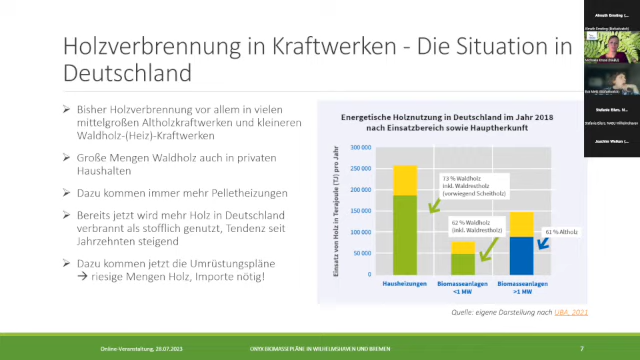 Holzverbrennung in Kraftwerken - Die Situation in
Deutschland
Bisher Holzverbrennung vor allem in vielen
mittelgroßen Altholzkraftwerken und kleineren
Waldholz-(Heiz)-Kraftwerken
Große Mengen Waldholz auch in privaten
Haushalten
Dazu kommen immer mehr Pelletheizungen
Bereits jetzt wird mehr Holz in Deutschland
verbrannt als stofflich genutzt, Tendenz seit
Jahrzehnten steigend
Dazu kommen jetzt die Umrüstungspläne
→ riesige Mengen Holz, Importe nötig!
Energetische Holznutzung in Deutschland im Jahr 2018
nach Einsatzbereich sowie Hauptherkunft
Einsatz von Holz in Terajoule (TJ) pro Jahr
300 000
250 000
200 000
150 000
100 000
50 000
0
73 % Waldholz
inkl. Waldrestholz
(vorwiegend Scheitholz)
62 % Waldholz
(inkl. Waldrestholz)
61 % Altholz
Hausheizungen
Biomasseanlagen
<1 MW
Biomasseanlagen
>1 MW
Quelle: eigene Darstellung nach UBA, 2021
Online-Veranstaltung, 20.07.2023
ONYX BIOMASSEPLÄNE IN WILHELMSHAVEN UND BREMEN
7